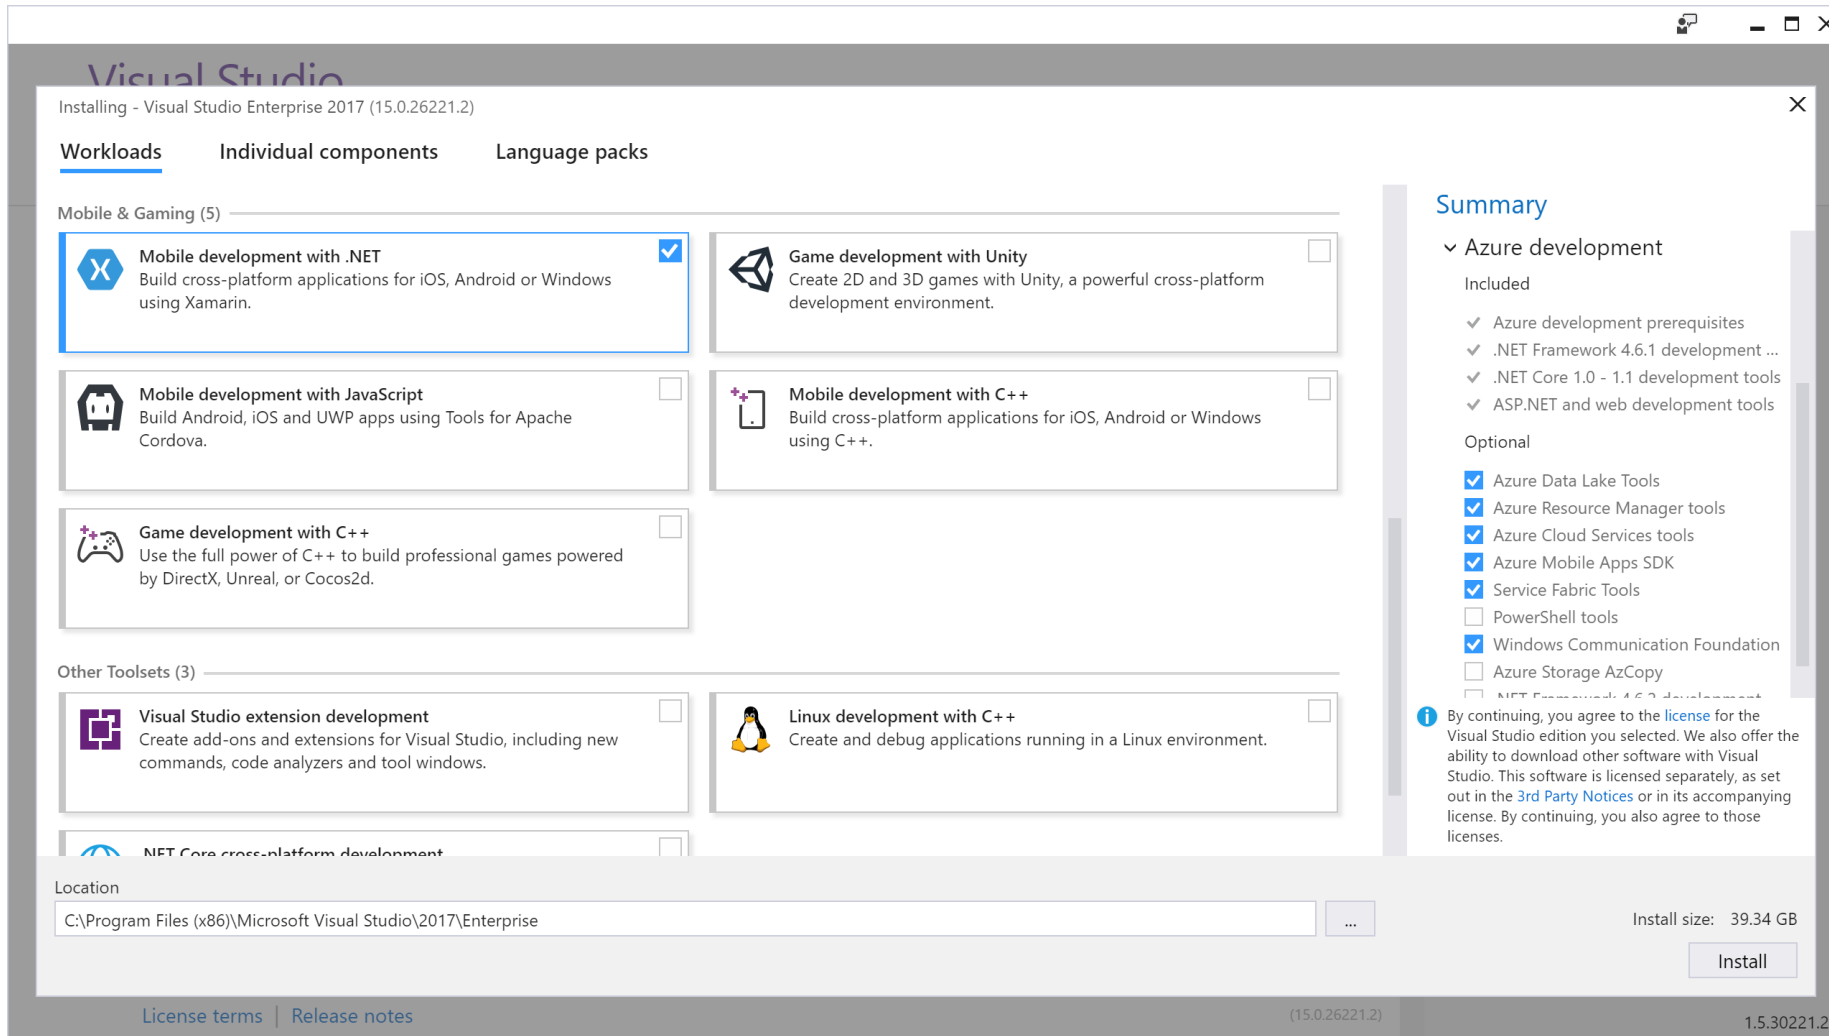 Visual Studio
Installing - Visual Studio Enterprise 2017 (15.0.26221.2)
Workloads
Individual components
Language packs
Mobile & Gaming (5)
Mobile development with .NET
Build cross-platform applications for iOS, Android or Windows
using Xamarin.
Game development with Unity
Create 2D and 3D games with Unity, a powerful cross-platform
development environment.
Mobile development with JavaScript
Build Android, iOS and UWP apps using Tools for Apache
Cordova.
Mobile development with C++
Build cross-platform applications for iOS, Android or Windows
using C++.
Game development with C++
Use the full power of C++ to build professional games powered
by DirectX, Unreal, or Cocos2d.
Other Toolsets (3)
Visual Studio extension development
Create add-ons and extensions for Visual Studio, including new
commands, code analyzers and tool windows.
Linux development with C++
Create and debug applications running in a Linux environment.
.NET Core cross-platform development
Summary
Azure development
Included
Azure development prerequisites
.NET Framework 4.6.1 development ...
.NET Core 1.0 - 1.1 development tools
ASP.NET and web development tools
Optional
Azure Data Lake Tools
Azure Resource Manager tools
Azure Cloud Services tools
Azure Mobile Apps SDK
Service Fabric Tools
PowerShell tools
Windows Communication Foundation
Azure Storage AzCopy
.NET Framework 4.6.2 development
By continuing, you agree to the license for the
Visual Studio edition you selected. We also offer the
ability to download other software with Visual
Studio. This software is licensed separately, as set
out in the 3rd Party Notices or in its accompanying
license. By continuing, you also agree to those
licenses.
Location
C:\Program Files (x86)\Microsoft Visual Studio\2017\Enterprise
...
Install size: 39.34 GB
Install
License terms | Release notes
(15.0.26221.2)
1.5.30221.2